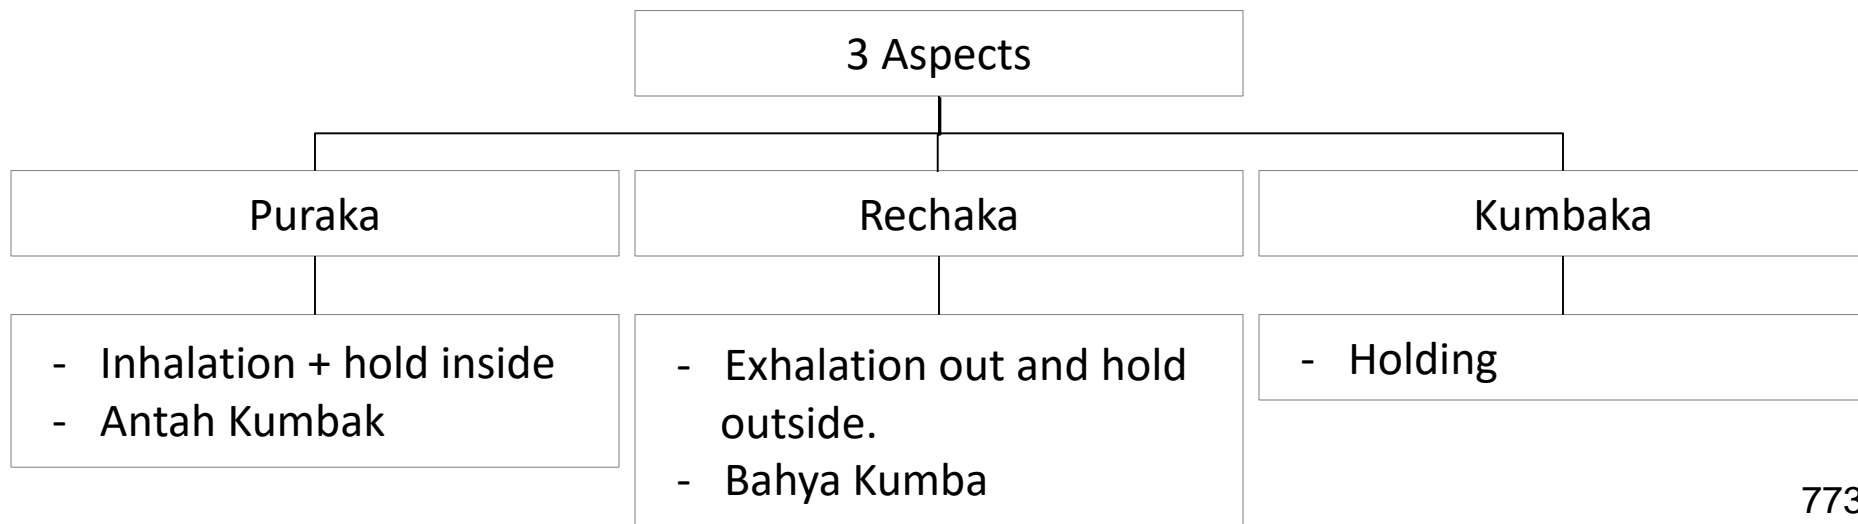 3 Aspects
Puraka
Rechaka
Kumbaka
- Inhalation + hold inside
- Antah Kumbak
- Exhalation out and hold
outside.
- Bahya Kumba
- Holding
773